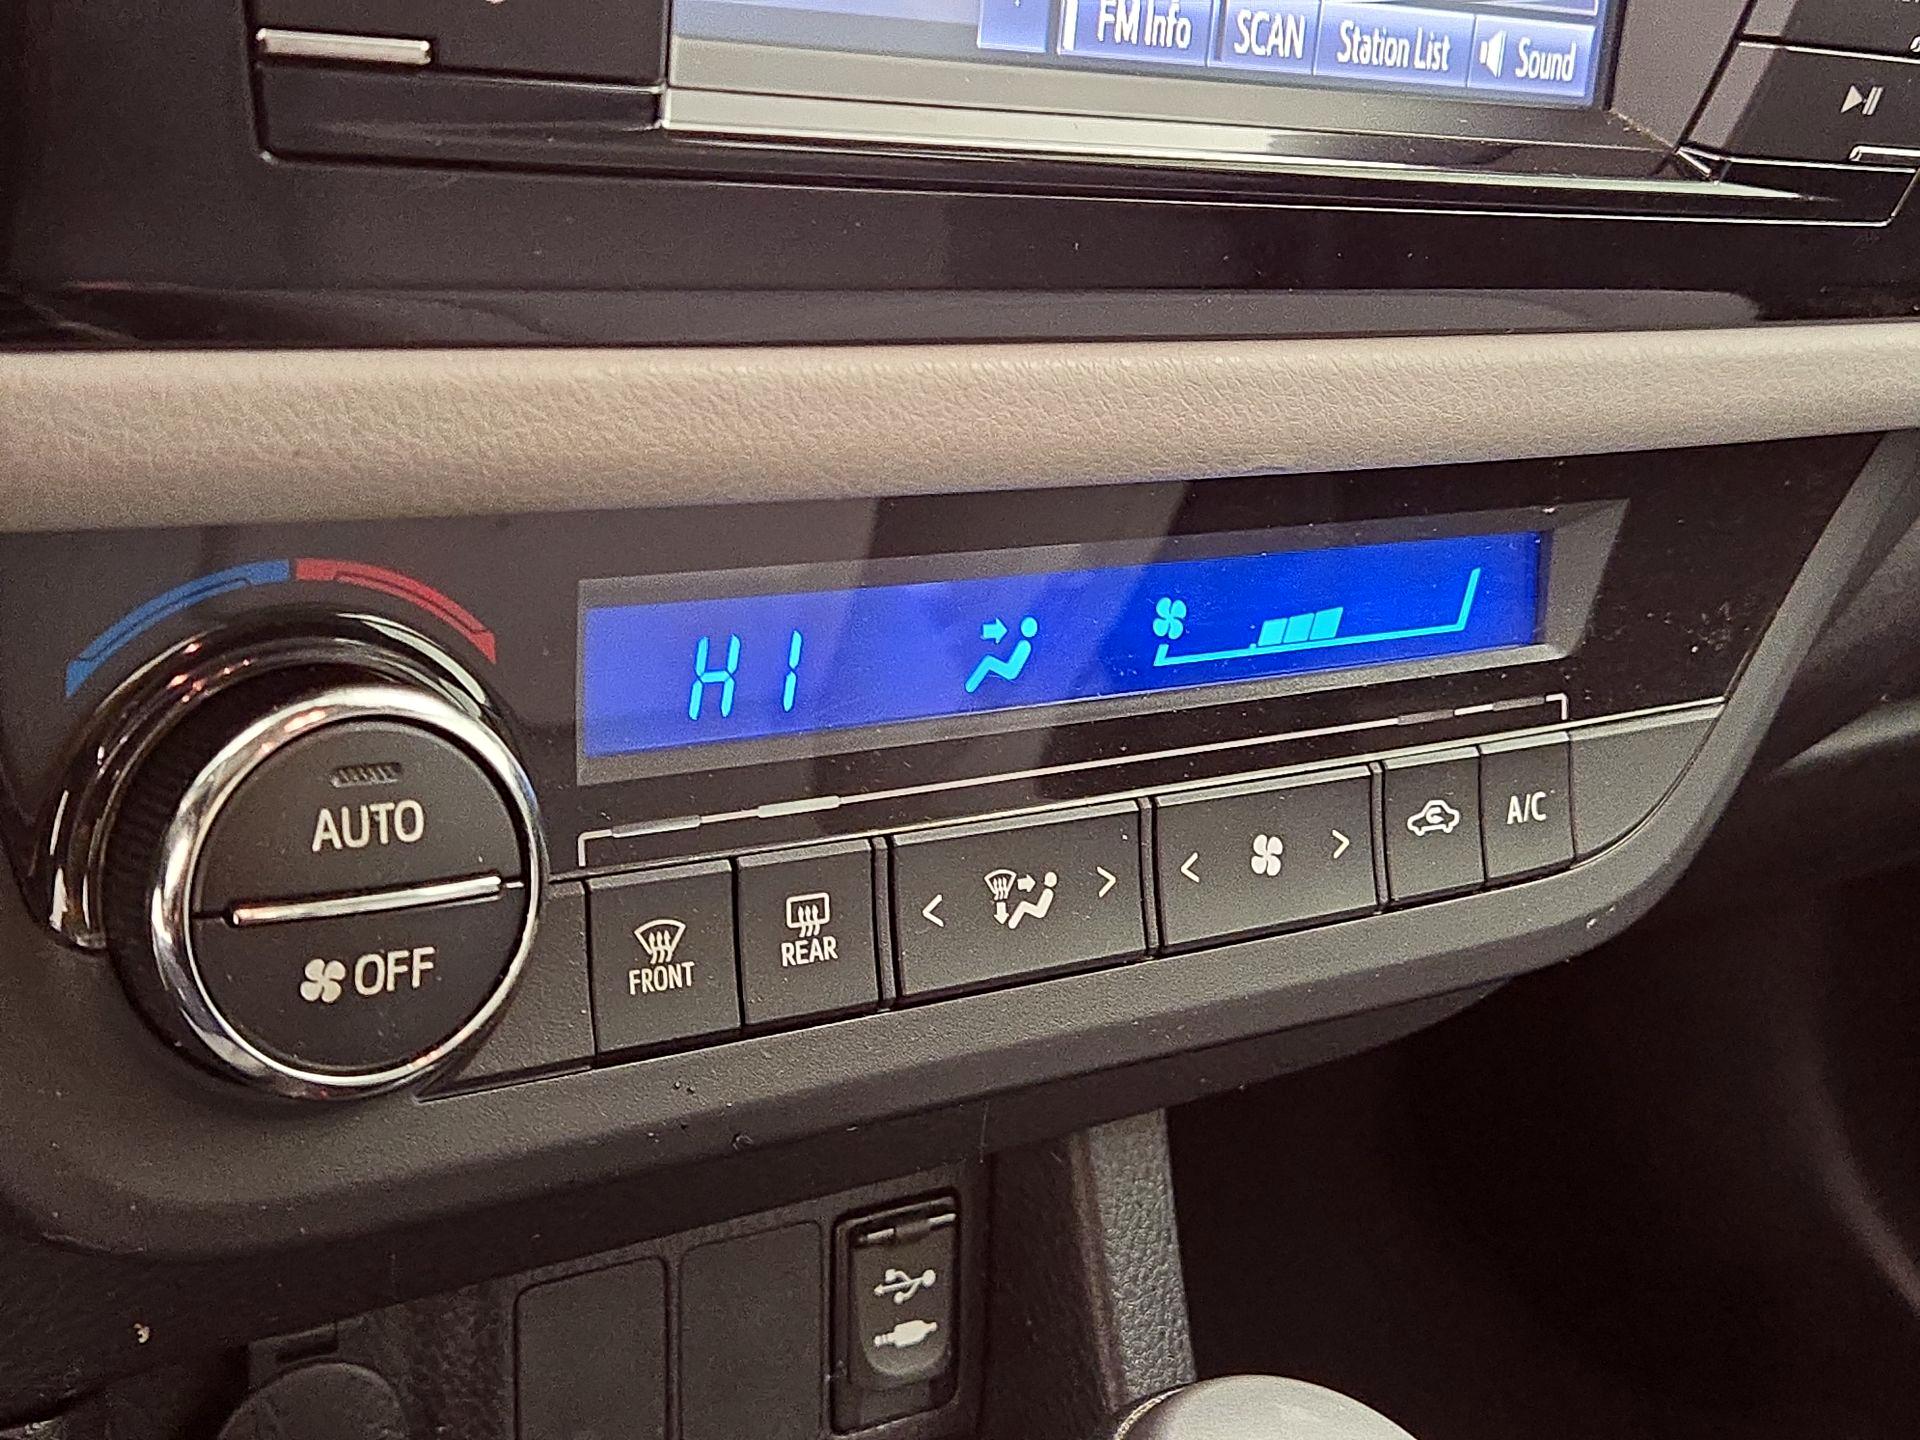 FM Info
SCAN
Station List
Sound
HI
AUTO
OFF
FRONT
REAR
A/C